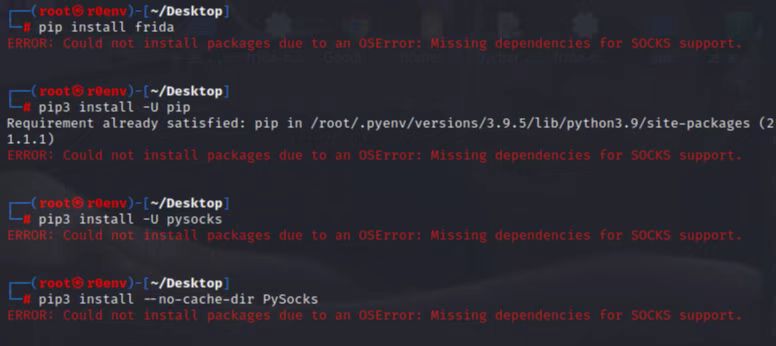 ┌──(root㉿r0env)-[~/Desktop]
└─# pip install frida
ERROR: Could not install packages due to an OSError: Missing dependencies for SOCKS support.
┌──(root㉿r0env)-[~/Desktop]
└─# pip3 install -U pip
Requirement already satisfied: pip in /root/.pyenv/versions/3.9.5/lib/python3.9/site-packages (2
1.1.1)
ERROR: Could not install packages due to an OSError: Missing dependencies for SOCKS support.
┌──(root㉿r0env)-[~/Desktop]
└─# pip3 install -U pysocks
ERROR: Could not install packages due to an OSError: Missing dependencies for SOCKS support.
┌──(root㉿r0env)-[~/Desktop]
└─# pip3 install --no-cache-dir PySocks
ERROR: Could not install packages due to an OSError: Missing dependencies for SOCKS support.